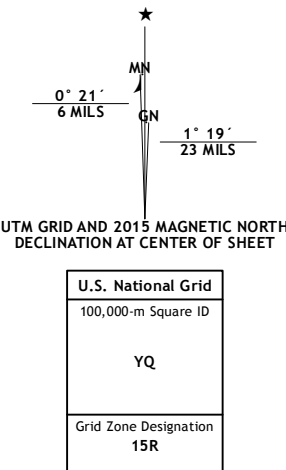 MN
0° 21´
6 MILS
GN
1° 19´
23 MILS
UTM GRID AND 2015 MAGNETIC NORTH
DECLINATION AT CENTER OF SHEET
U.S. National Grid
100,000-m Square ID
YQ
Grid Zone Designation
15R